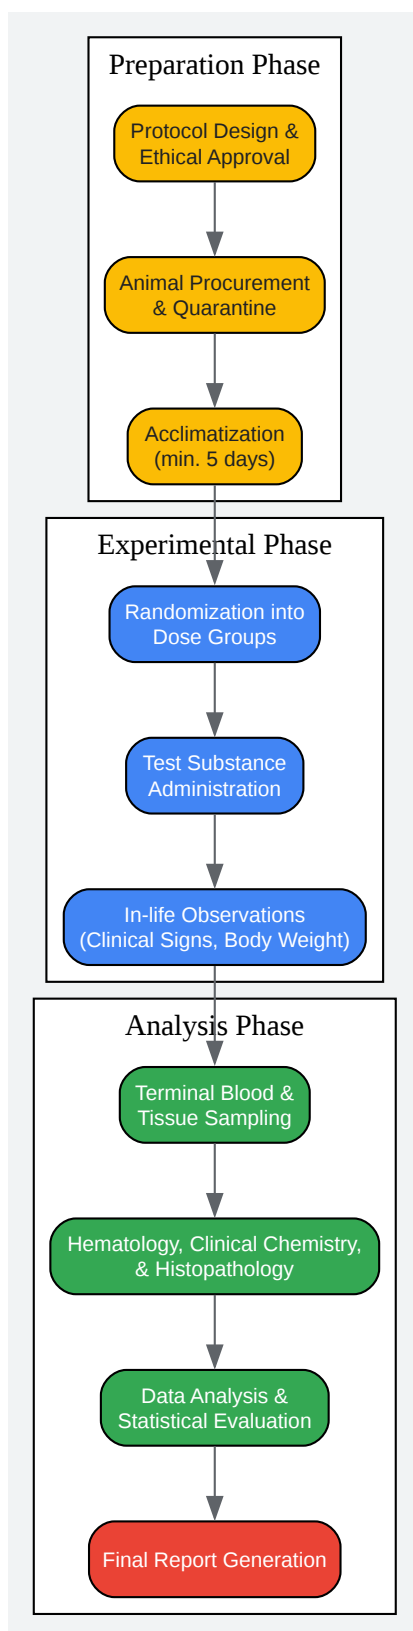 Preparation Phase
Protocol Design &
Ethical Approval
Animal Procurement
& Quarantine
Acclimatization
(min. 5 days)
Experimental Phase
Randomization into
Dose Groups
Test Substance
Administration
In-life Observations
(Clinical Signs, Body Weight)
Analysis Phase
Terminal Blood &
Tissue Sampling
Hematology, Clinical Chemistry,
& Histopathology
Data Analysis &
Statistical Evaluation
Final Report Generation